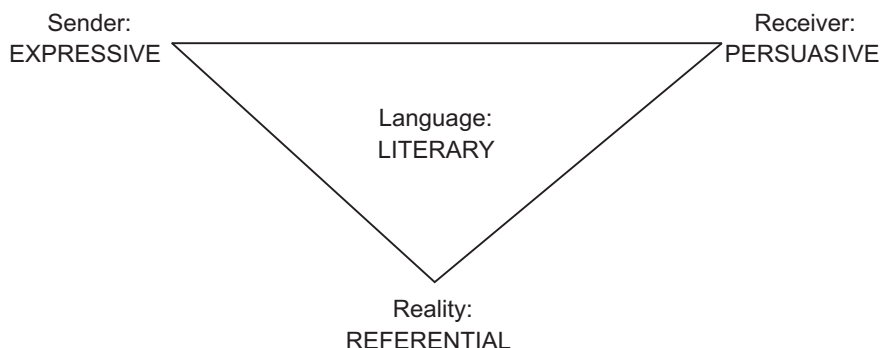 Sender:
EXPRESSIVE
Receiver:
PERSUASIVE
Language:
LITERARY
Reality:
REFERENTIAL